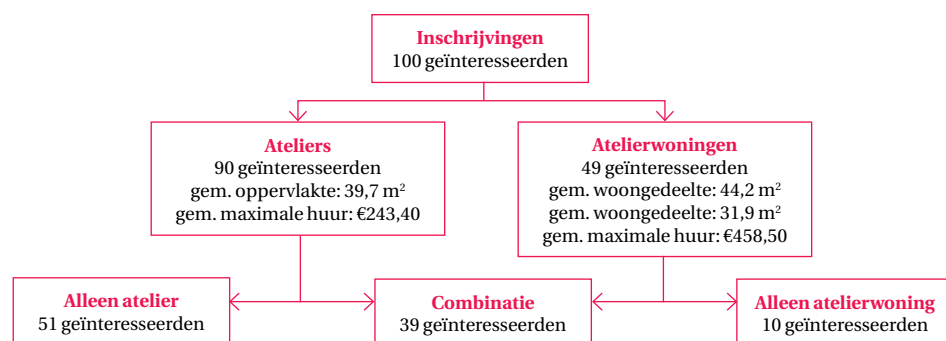 Inschrijvingen
100 geïnteresseerden
Ateliers
90 geïnteresseerden
gem. oppervlakte: 39,7 m²
gem. maximale huur: €243,40
Atelierwoningen
49 geïnteresseerden
gem. woongedeelte: 44,2 m²
gem. woongedeelte: 31,9 m²
gem. maximale huur: €458,50
Alleen atelier
51 geïnteresseerden
Combinatie
39 geïnteresseerden
Alleen atelierwoning
10 geïnteresseerden